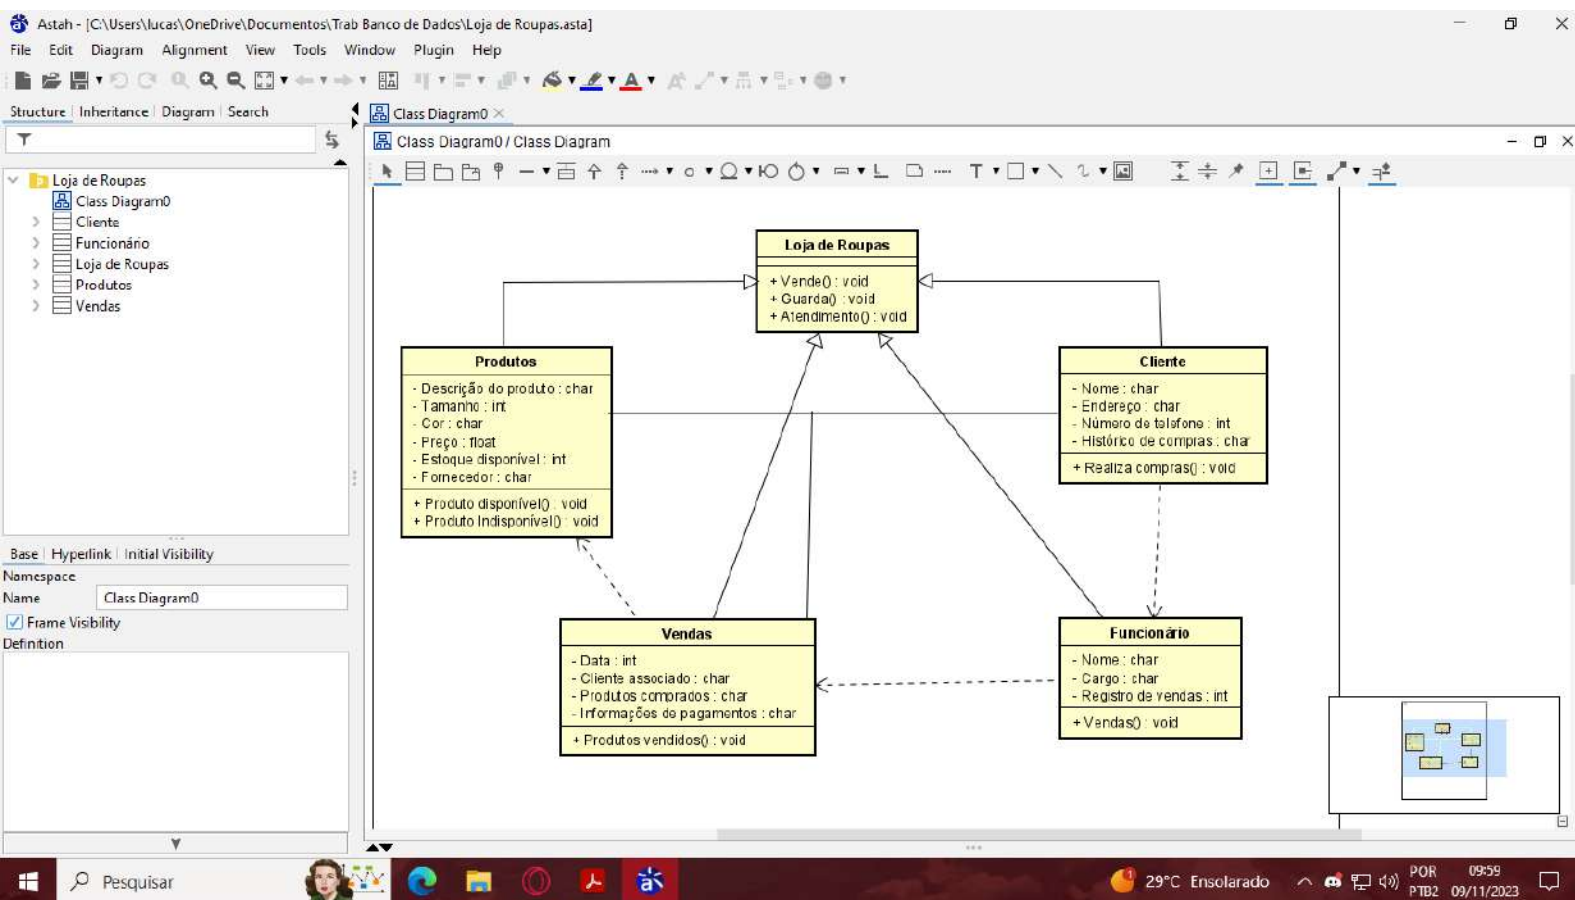 Astah - [C:\Users\lucas\OneDrive\Documentos\Trab Banco de Dados\Loja de Roupas.asta]
File Edit Diagram Alignment View Tools Window Plugin Help
Structure Inheritance Diagram Search
Class Diagram0
Class Diagram0 / Class Diagram
Loja de Roupas
Class Diagram0
Cliente
Funcionário
Loja de Roupas
Produtos
Vendas
Base Hyperlink Initial Visibility
Namespace
Name Class Diagram0
Frame Visibility
Definition
Loja de Roupas
+ Vende() : void
+ Guarda() : void
+ Atendimento() : void
Produtos
- Descrição do produto : char
- Tamanho : int
- Cor : char
- Preço : float
- Estoque disponível : int
- Fornecedor : char
+ Produto disponível() : void
+ Produto Indisponível() : void
Cliente
- Nome : char
- Endereço : char
- Número de telefone : int
- Histórico de compras : char
+ Realiza compras() : void
Vendas
- Data : int
- Cliente associado : char
- Produtos comprados : char
- Informações de pagamentos : char
+ Produtos vendidos() : void
Funcionário
- Nome : char
- Cargo : char
- Registro de vendas : int
+ Vendas() : void
Pesquisar
1
29°C Ensolarado
POR
PTB2
09:59
09/11/2023